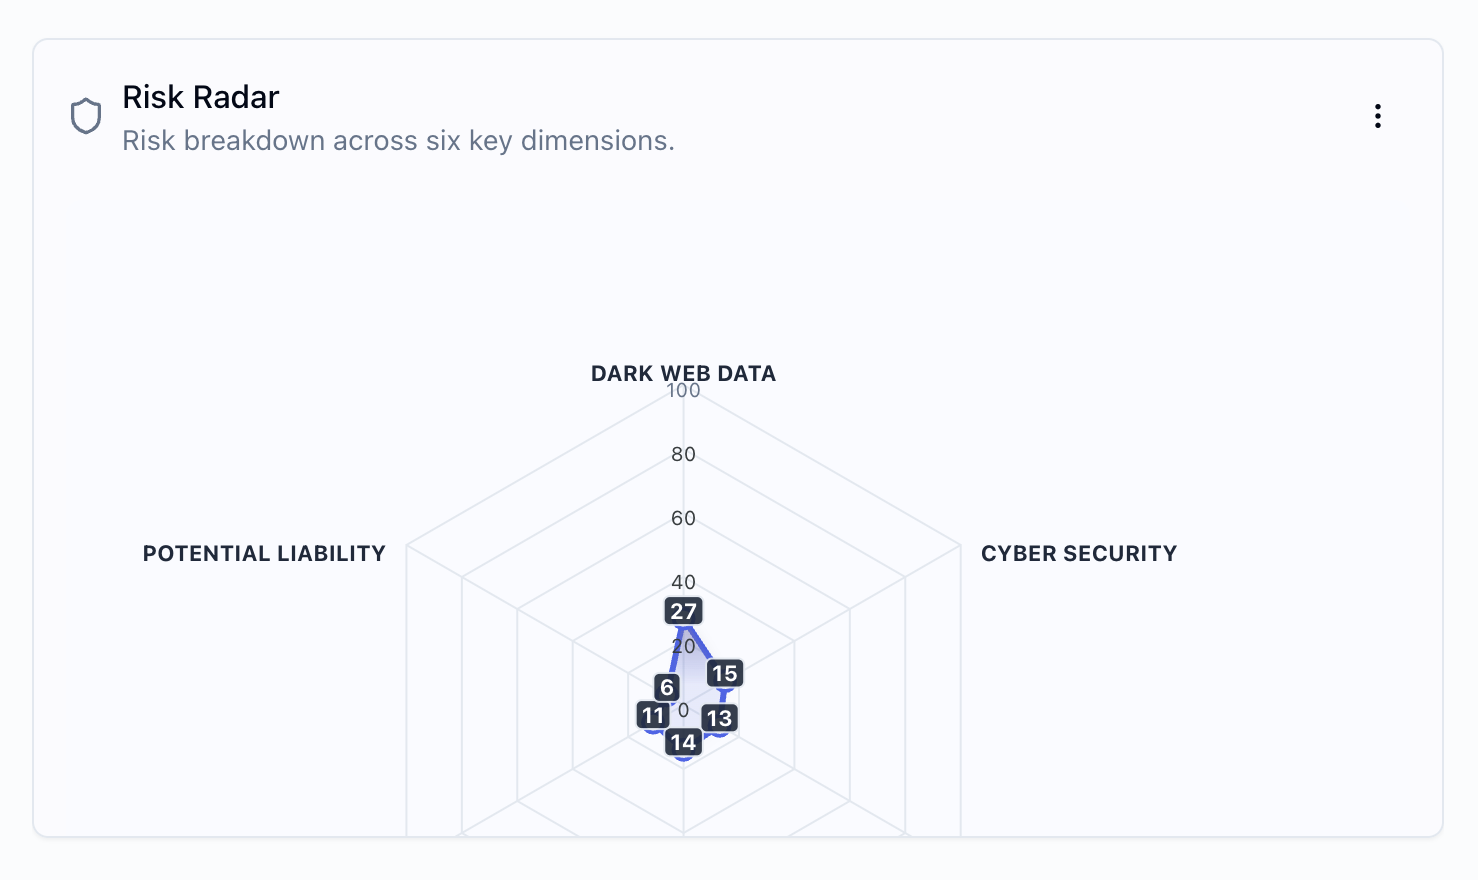 Risk Radar
Risk breakdown across six key dimensions.
DARK WEB DATA
100
80
60
POTENTIAL LIABILITY
CYBER SECURITY
40
27
20
15
6
0
11
13
14